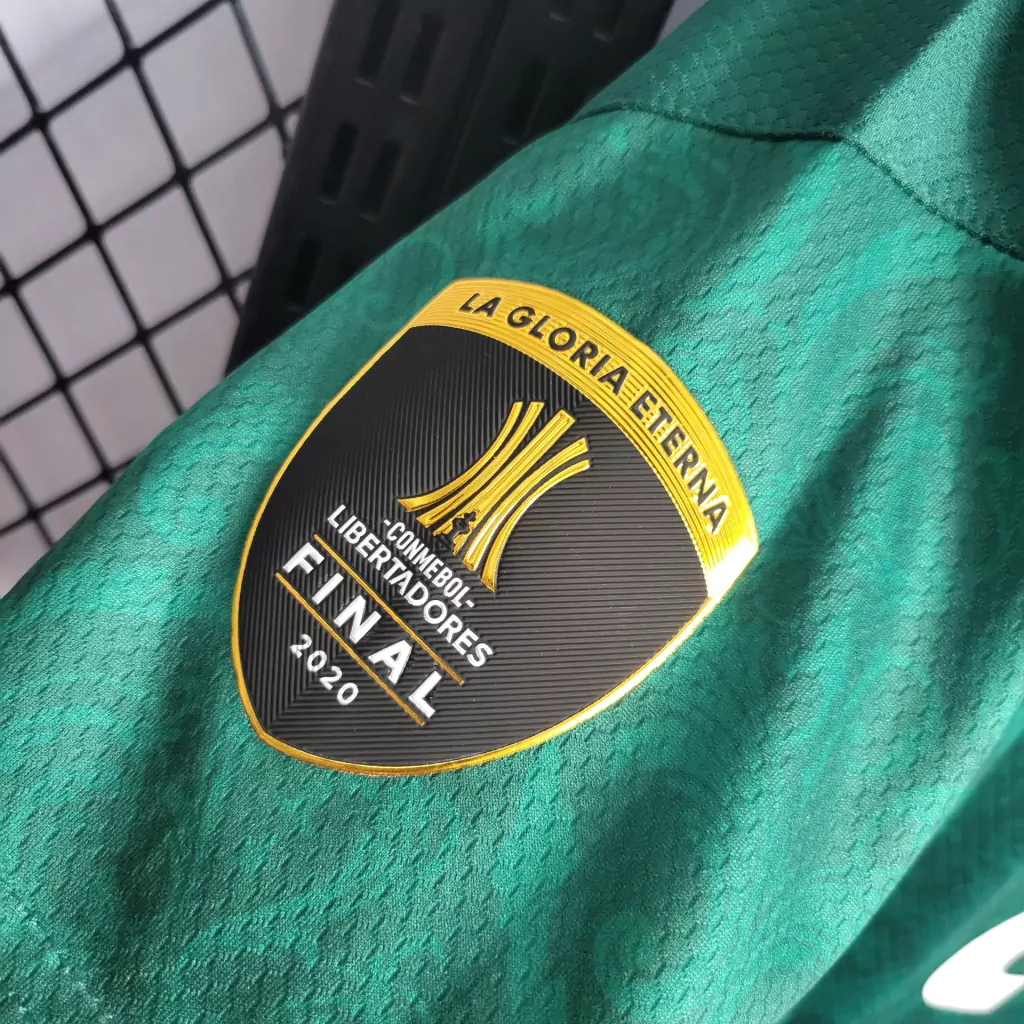 LA GLORIA ETERNA
-CONMEBOL-
LIBERTADORES
FINAL
2020